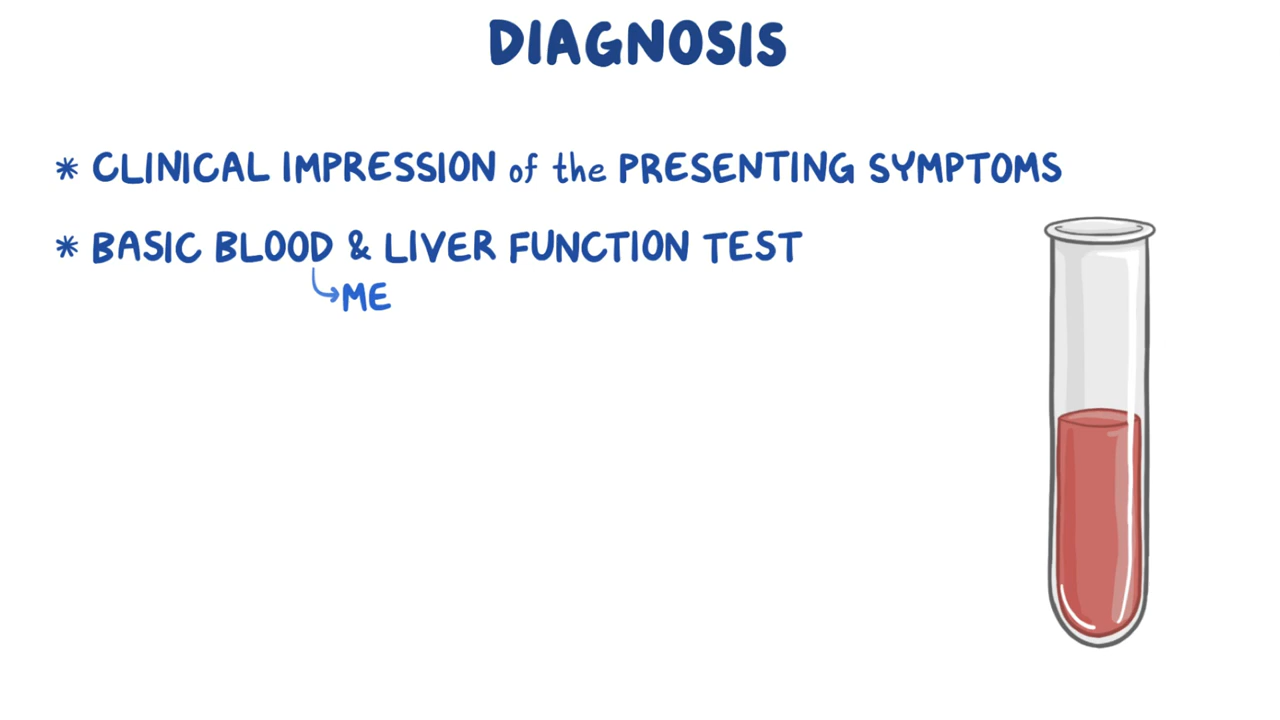 DIAGNOSIS
* CLINICAL IMPRESSION of the PRESENTING SYMPTOMS
* BASIC BLOOD & LIVER FUNCTION TEST
ME